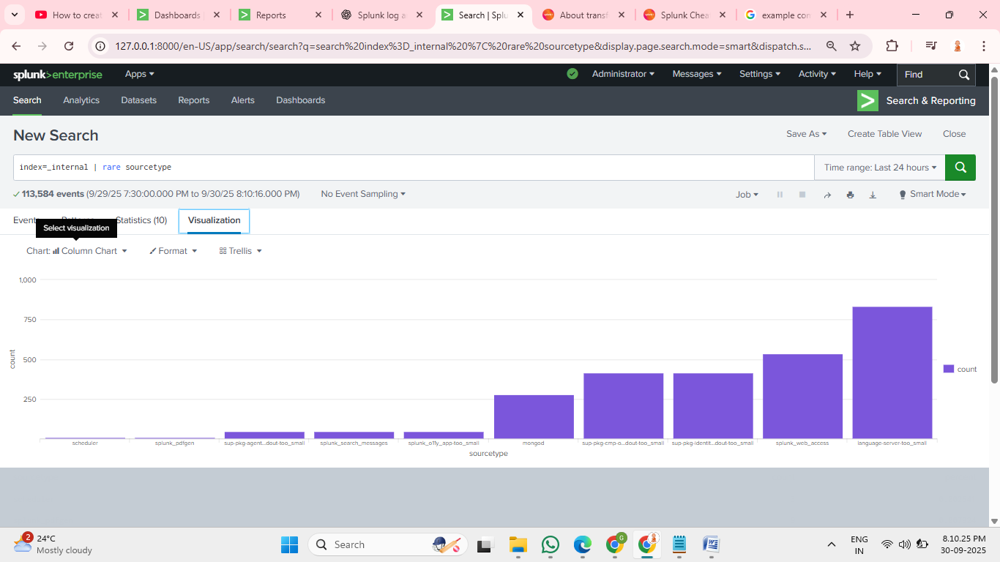 How to creat
Dashboards
Reports
Splunk log a
Search | Splu
About transf
Splunk Chea
example con
127.0.0.1:8000/en-US/app/search/search?q=search%20index%3D_internal%20%7C%20rare%20sourcetype&display.page.search.mode=smart&dispatch.s...
splunk>enterprise Apps Administrator Messages Settings Activity Help Find
Search Analytics Datasets Reports Alerts Dashboards Search & Reporting
New Search
Save As Create Table View Close
index=_internal | rare sourcetype
Time range: Last 24 hours
113,584 events (9/29/25 7:30:00.000 PM to 9/30/25 8:10:16.000 PM) No Event Sampling Job Smart Mode
Statistics (10) Visualization
Select visualization
Chart: Column Chart Format Trellis
1,000
750
500
250
count
count
scheduler splunk_pdfgen sup-pkg-agent...dout-too_small splunk_search_messages splunk_o11y_app-too_small mongod sup-pkg-cmp-o...dout-too_small sup-pkg-identit...dout-too_small splunk_web_access language-server-too_small
sourcetype
2
24°C
Mostly cloudy
Search
G
ENG
IN
8.10.25 PM
30-09-2025